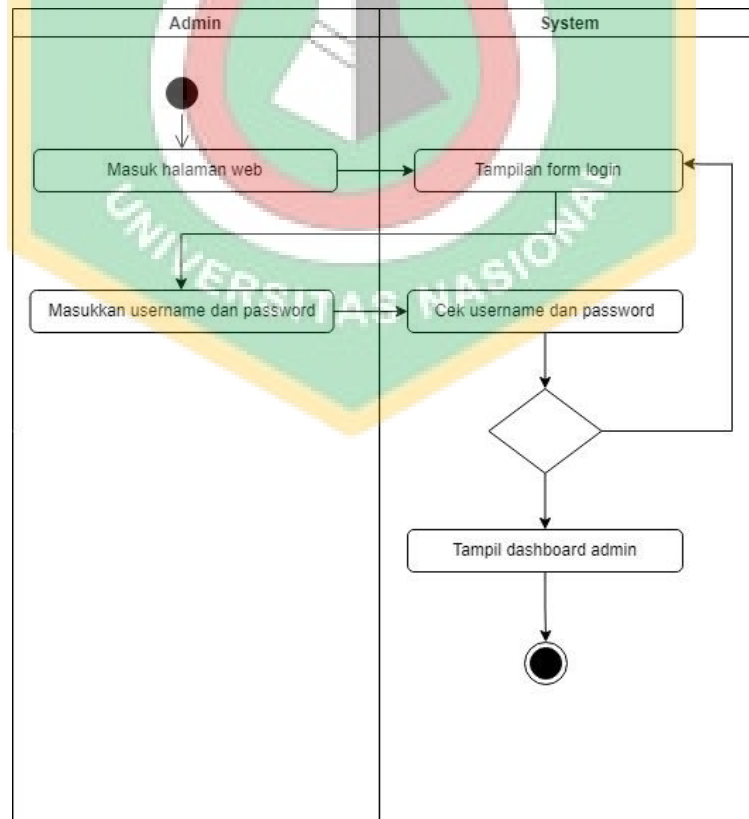 Admin
System
Masuk halaman web
Tampilan form login
UNIVERSITAS NASIONAL
Masukkan username dan password
Cek username dan password
Tampil dashboard admin